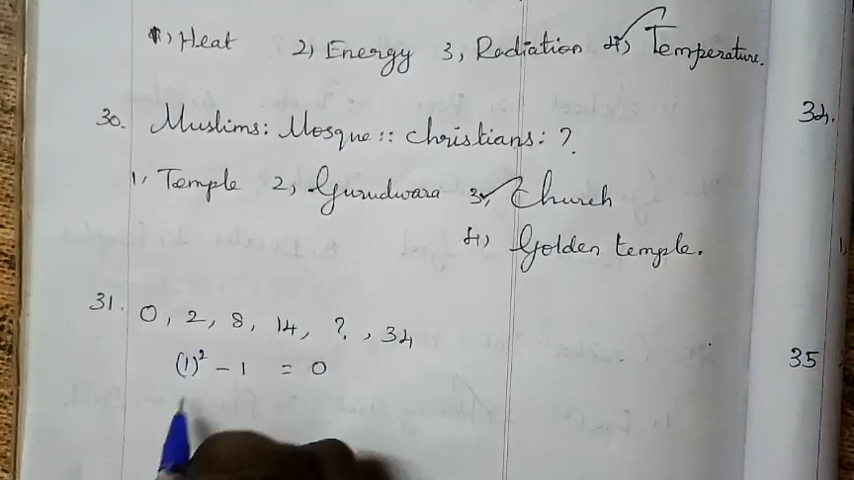 1) Heat 2) Energy 3, Radiation 4) Temperature.
30. Muslims: Mosque :: christians: ?
1, Temple 2, Gurudwara 3, Church
4) Golden temple.
31. 0, 2, 8, 14, ?, 34
(1)² - 1 = 0
34.
35